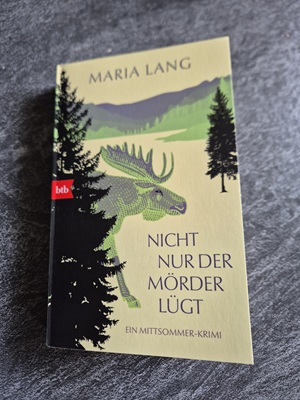 MARIA LANG
btb
NICHT
NUR DER
MÖRDER
LÜGT
EIN MITTSOMMER-KRIMI